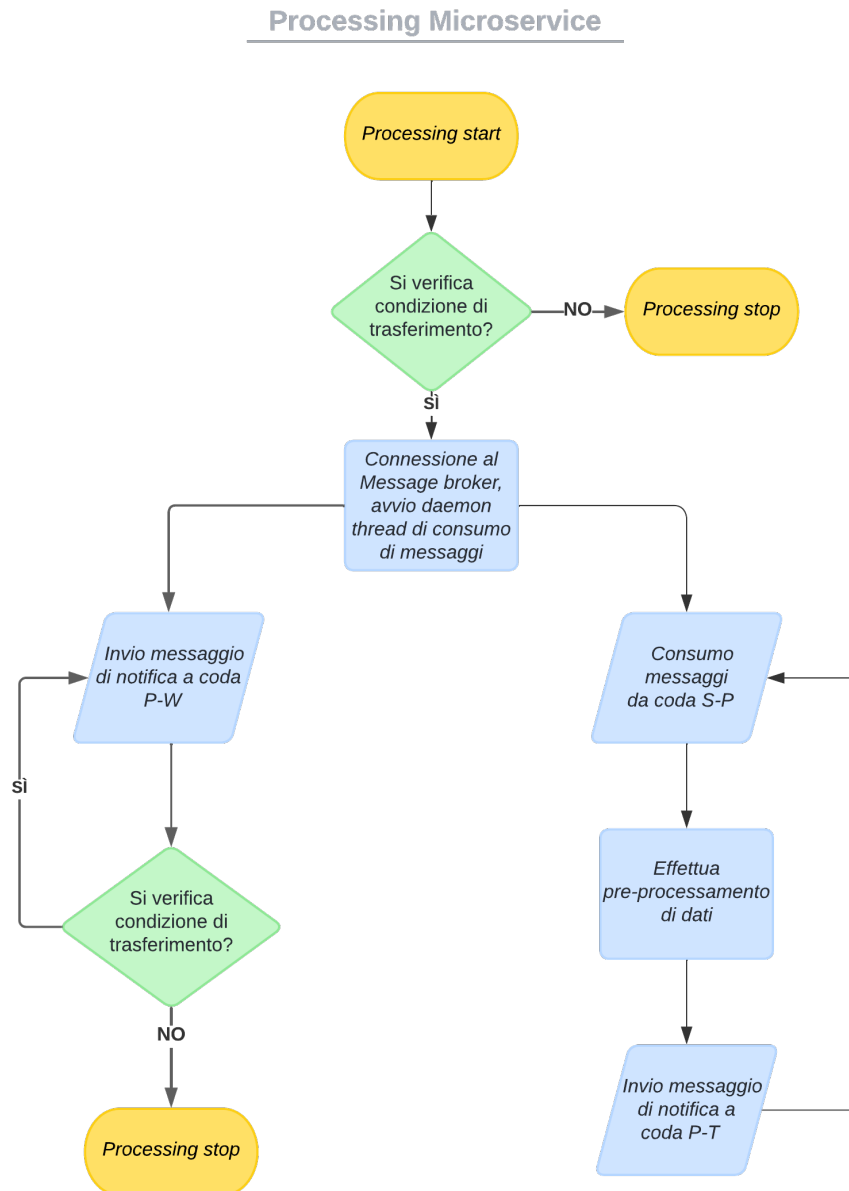 Processing Microservice
Processing start
Si verifica
condizione di
trasferimento?
NO
Processing stop
SÌ
Connessione al
Message broker,
avvio daemon
thread di consumo
di messaggi
Invio messaggio
di notifica a coda
P-W
SÌ
Si verifica
condizione di
trasferimento?
NO
Processing stop
Consumo
messaggi
da coda S-P
Effettua
pre-processamento
di dati
Invio messaggio
di notifica a
coda P-T